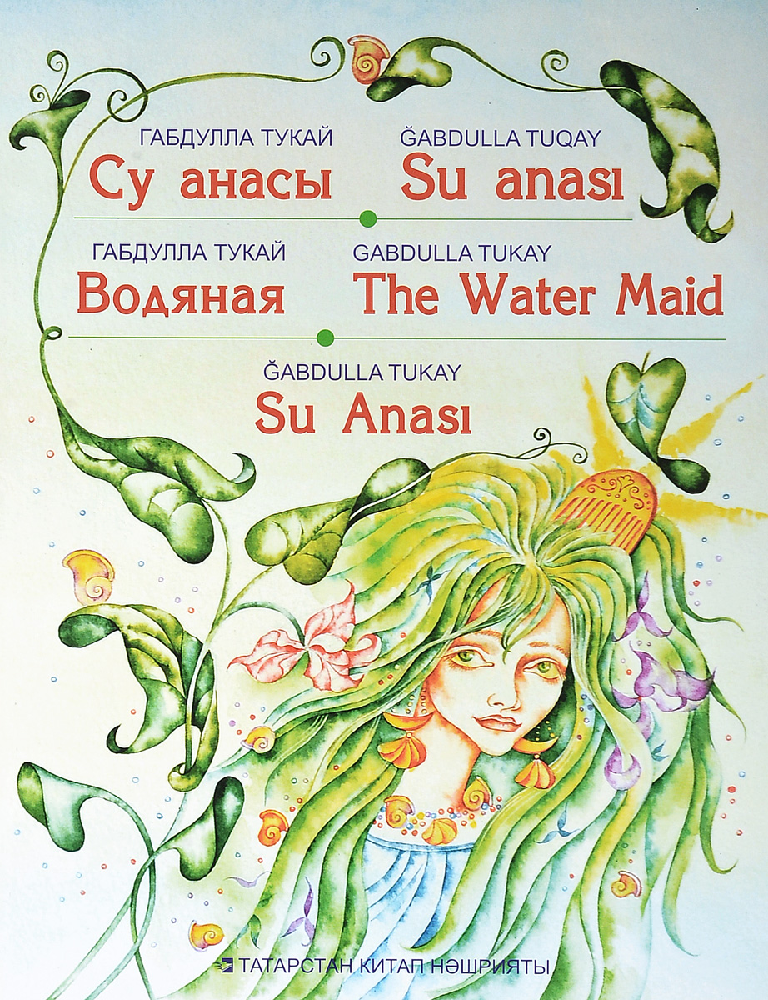 ГАБДУЛЛА ТУКАЙ
Су анасы
ĞABDULLA TUQAY
Su anası
ГАБДУЛЛА ТУКАЙ
Водяная
GABDULLA TUKAY
The Water Maid
ĞABDULLA TUKAY
Su Anası
ТАТАРСТАН КИТАП НӘШРИЯТЫ